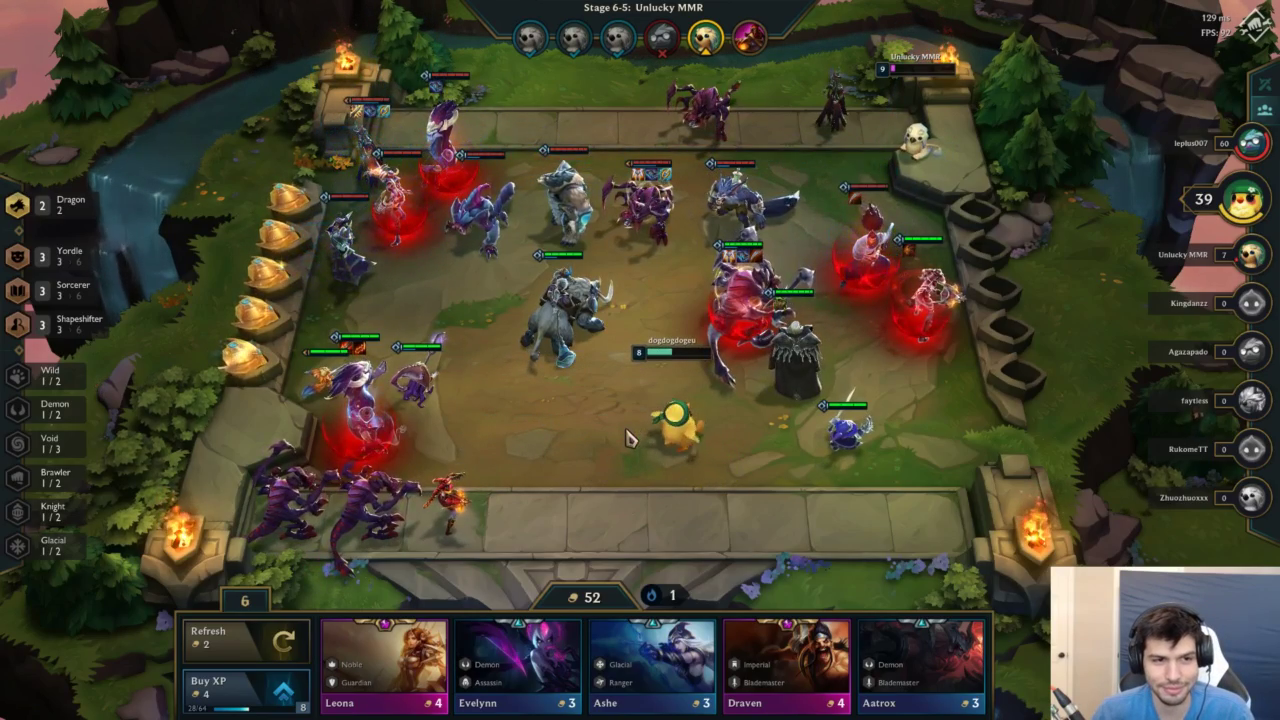 Stage 6-5: Unlucky MMR
129 ms
FPS: 92
Unlucky MMR
9
leplus007 60
39
Unlucky MMR 7
Kingdanzz 0
Agazapado 0
faytless 0
RukomeTT 0
Zhuozhuoxxx 0
2 Dragon
2
3 Yordle
3 6
3 Sorcerer
3 6
3 Shapeshifter
3 6
Wild
1 / 2
Demon
1 / 2
Void
1 / 3
Brawler
1 / 2
Knight
1 / 2
Glacial
1 / 2
dogdogdogeu
8
6
52
1
Refresh
2
Buy XP
4
28/64 8
Noble
Guardian
Leona 4
Demon
Assassin
Evelynn 3
Glacial
Ranger
Ashe 3
Imperial
Blademaster
Draven 4
Demon
Blademaster
Aatrox 3